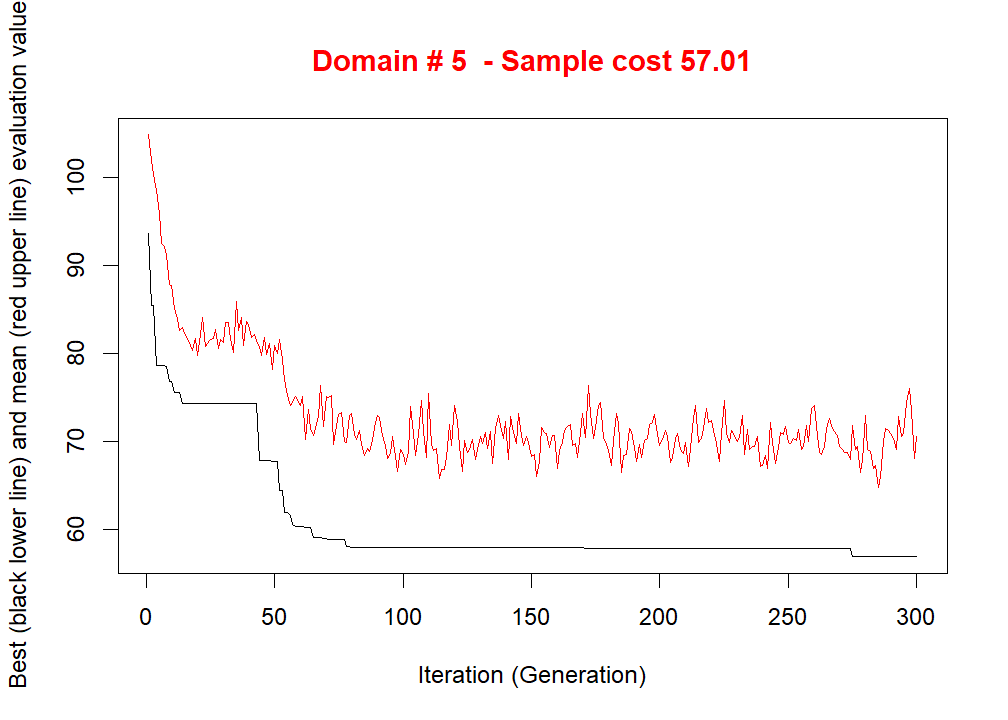 Domain # 5  - Sample cost 57.01
Best (black lower line) and mean (red upper line) evaluation value
100
90
80
70
60
0 50 100 150 200 250 300
Iteration (Generation)